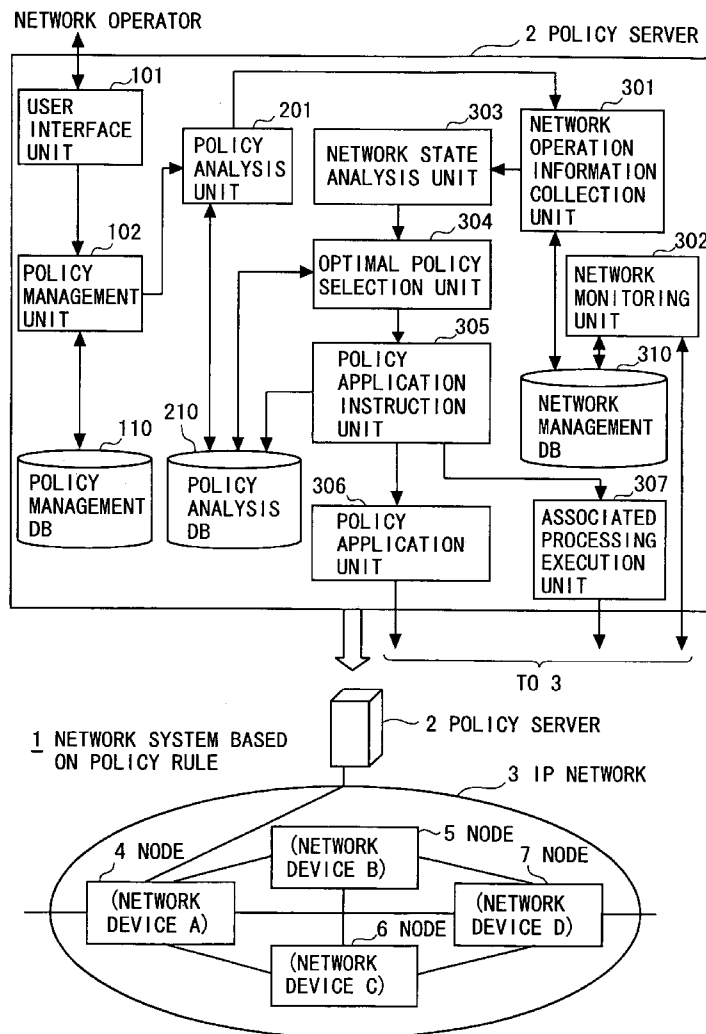 NETWORK OPERATOR
2 POLICY SERVER
101
USER
INTERFACE
UNIT
201
POLICY
ANALYSIS
UNIT
303
NETWORK STATE
ANALYSIS UNIT
301
NETWORK
OPERATION
INFORMATION
COLLECTION
UNIT
102
POLICY
MANAGEMENT
UNIT
304
OPTIMAL POLICY
SELECTION UNIT
302
NETWORK
MONITORING
UNIT
305
POLICY
APPLICATION
INSTRUCTION
UNIT
310
NETWORK
MANAGEMENT
DB
110
POLICY
MANAGEMENT
DB
210
POLICY
ANALYSIS
DB
306
POLICY
APPLICATION
UNIT
307
ASSOCIATED
PROCESSING
EXECUTION
UNIT
TO 3
2 POLICY SERVER
1 NETWORK SYSTEM BASED
ON POLICY RULE
3 IP NETWORK
4 NODE
(NETWORK
DEVICE A)
5 NODE
(NETWORK
DEVICE B)
7 NODE
(NETWORK
DEVICE D)
6 NODE
(NETWORK
DEVICE C)